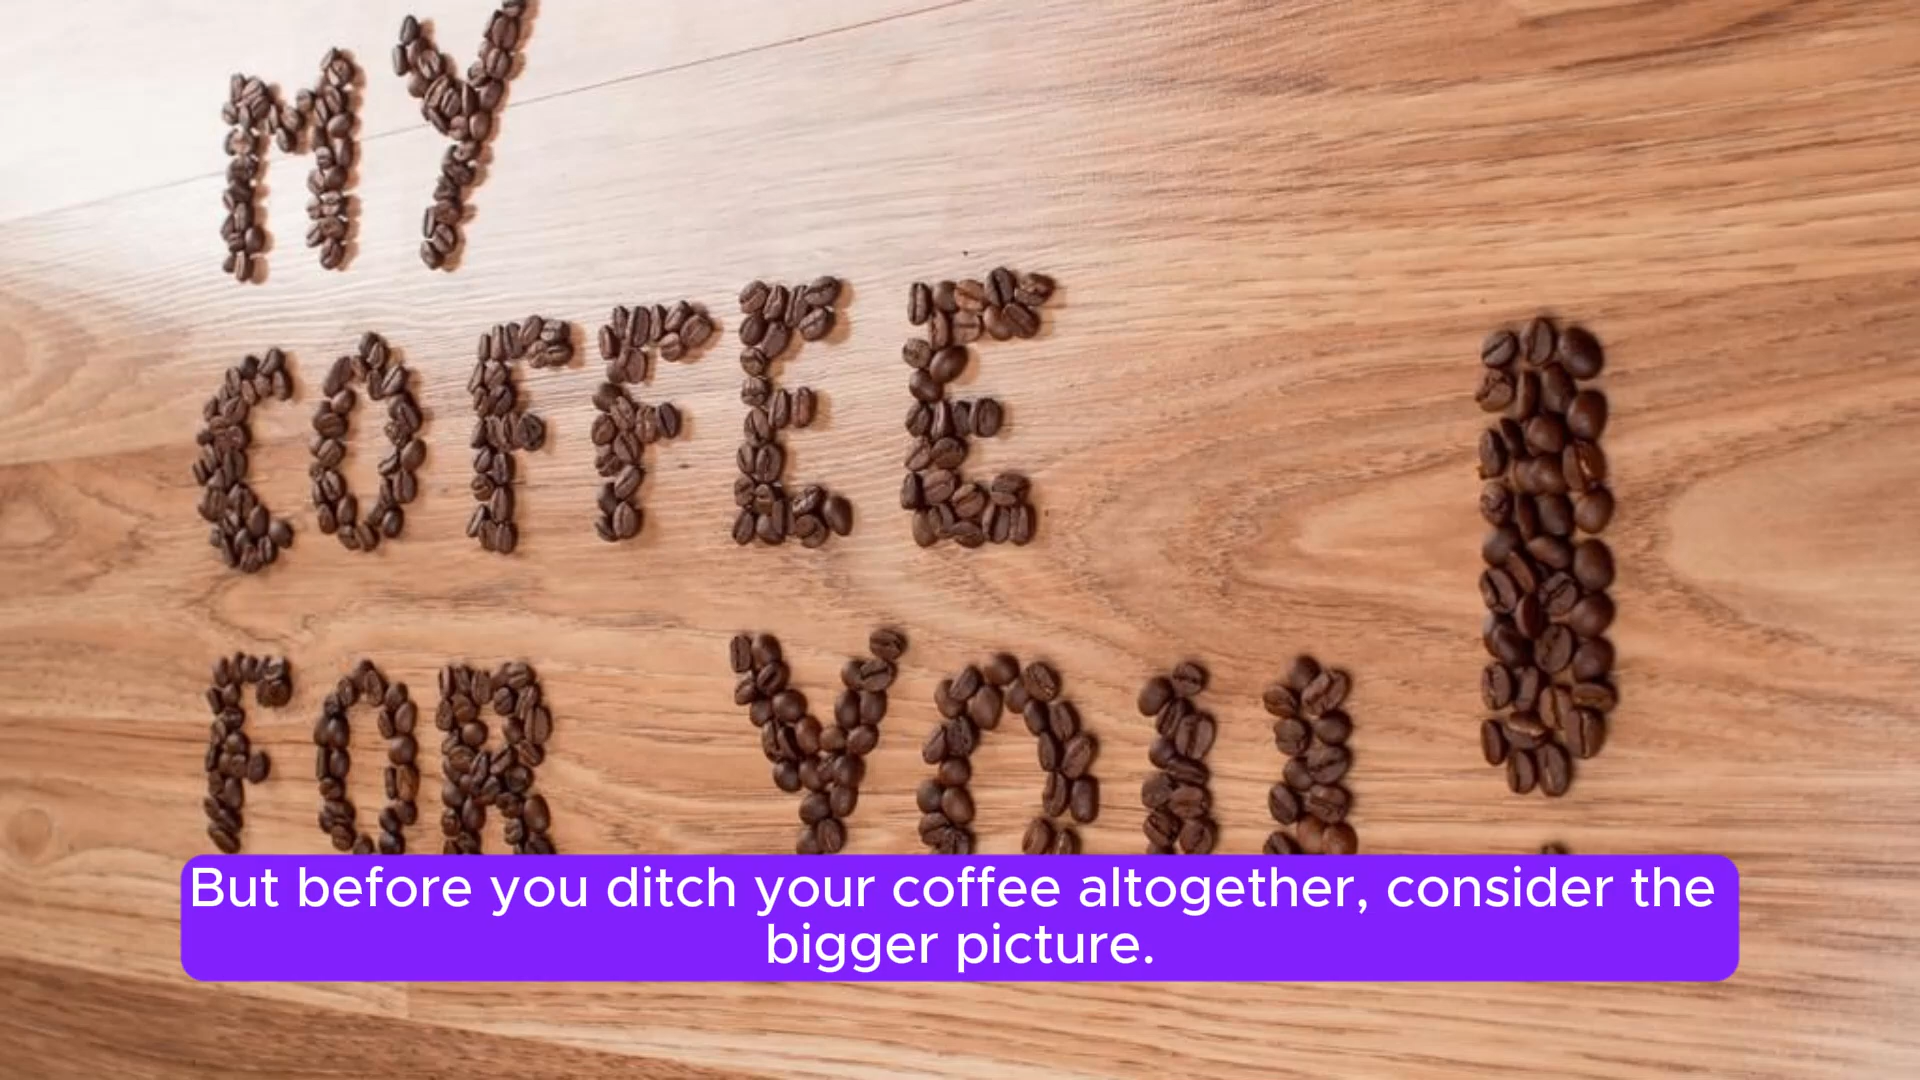 MY
COFFEE
FOR YOU!
But before you ditch your coffee altogether, consider the
bigger picture.